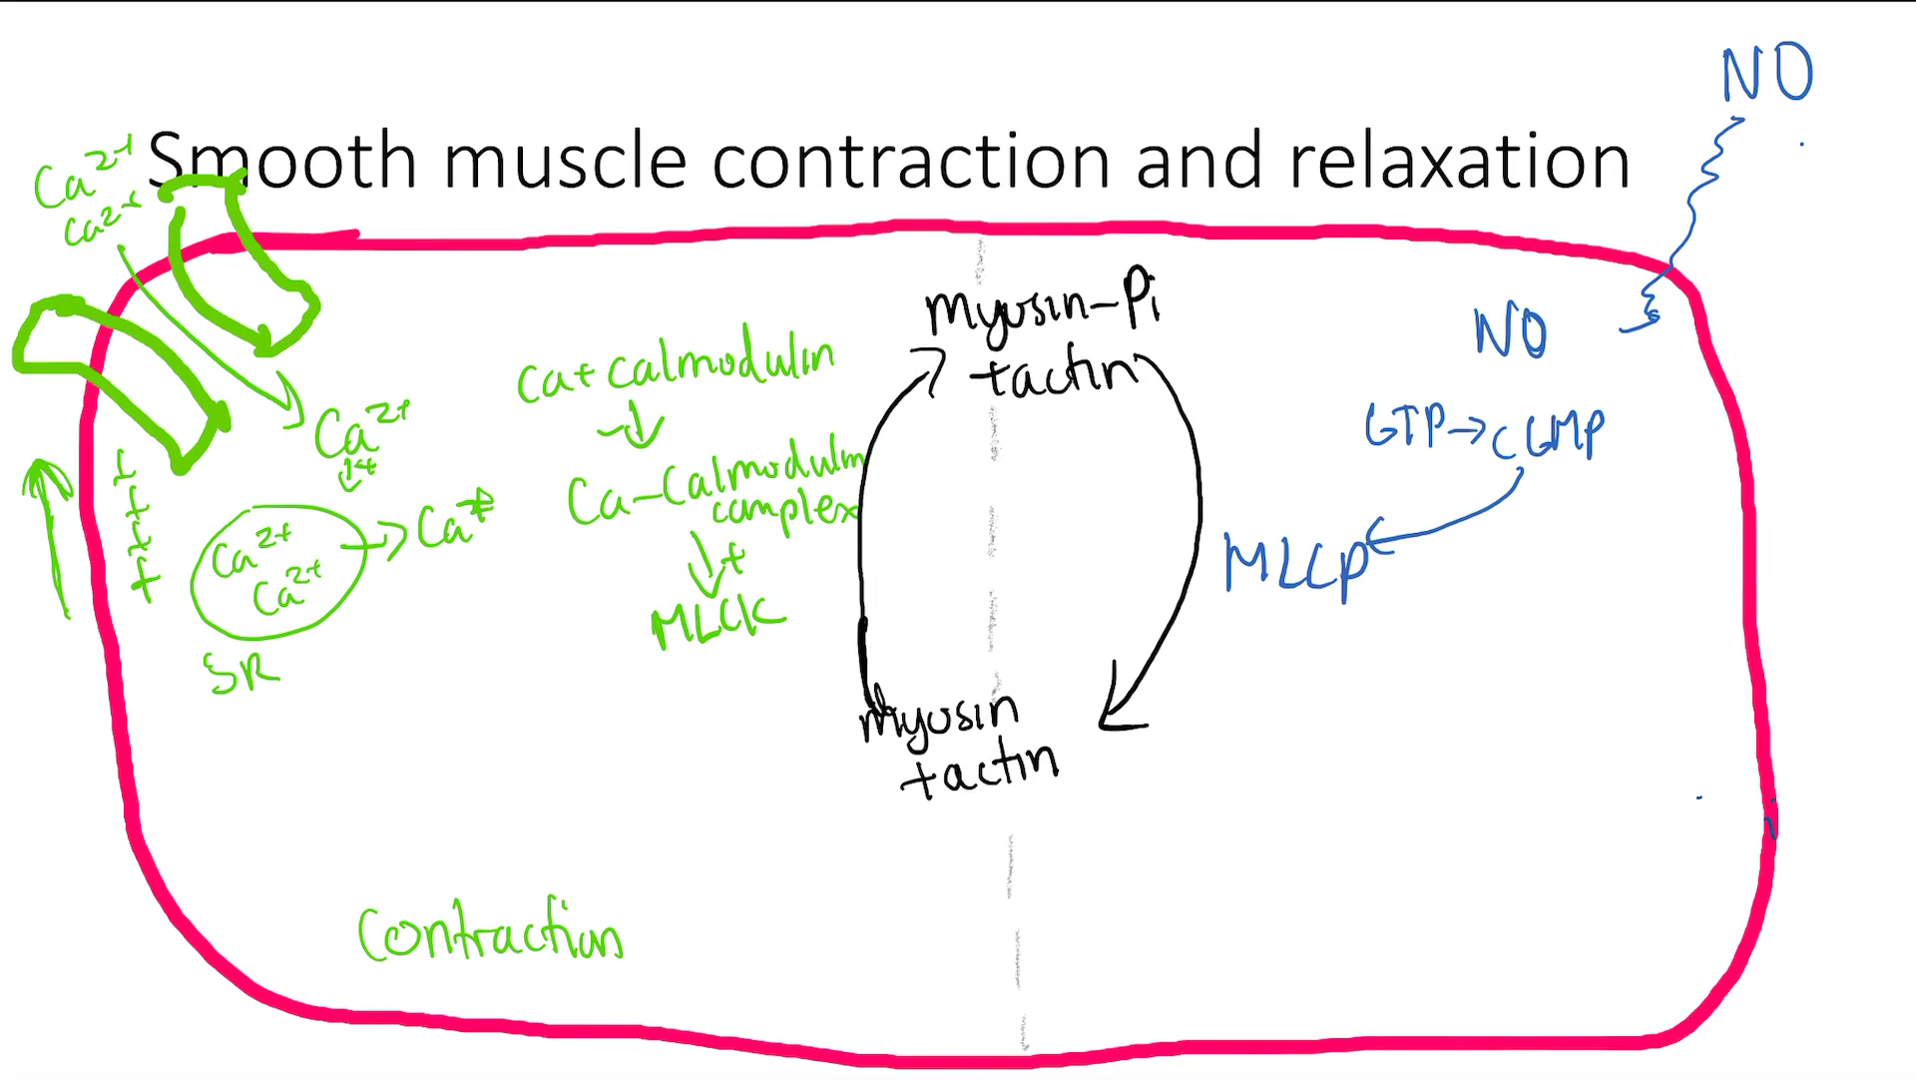 Smooth muscle contraction and relaxation
NO
Ca2+
Ca2+
Myosin-Pi
+actin
NO
Ca+calmodulin
Ca2+
GTP→cGMP
Ca-Calmodulin
complex
Ca2+
Ca2+
Ca2+
+
MLCP
MLCK
SR
Myosin
+actin
Contraction